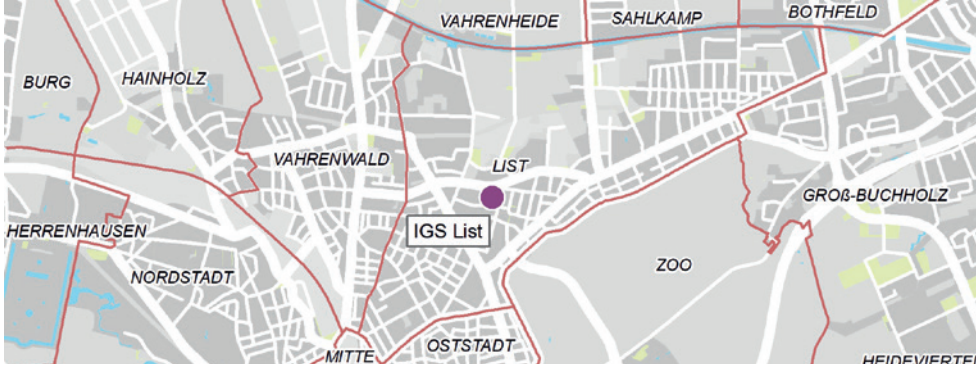 VAHRENHEIDE
SAHLKAMP
BOTHFELD
BURG
HAINHOLZ
VAHRENWALD
LIST
GROß-BUCHHOLZ
IGS List
HERRENHAUSEN
NORDSTADT
ZOO
MITTE
OSTSTADT